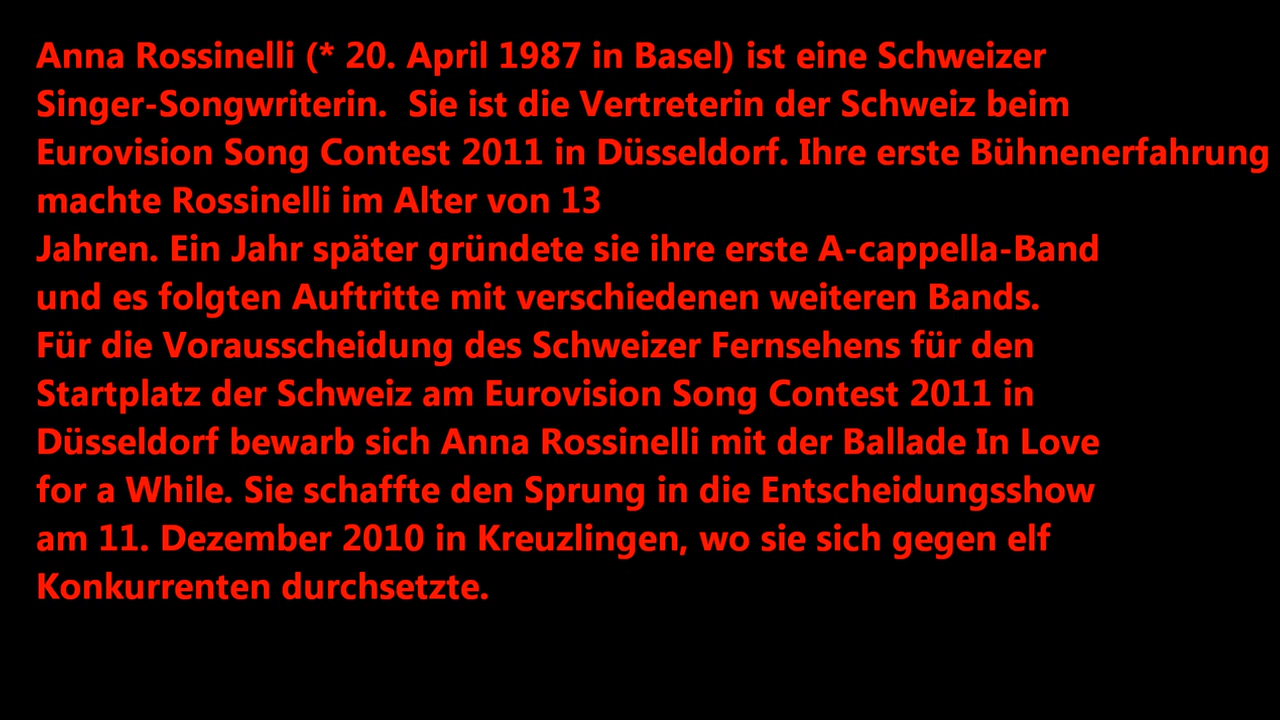 Anna Rossinelli (* 20. April 1987 in Basel) ist eine Schweizer
Singer-Songwriterin.  Sie ist die Vertreterin der Schweiz beim
Eurovision Song Contest 2011 in Düsseldorf. Ihre erste Bühnenerfahrung
machte Rossinelli im Alter von 13
Jahren. Ein Jahr später gründete sie ihre erste A-cappella-Band
und es folgten Auftritte mit verschiedenen weiteren Bands.
Für die Vorausscheidung des Schweizer Fernsehens für den
Startplatz der Schweiz am Eurovision Song Contest 2011 in
Düsseldorf bewarb sich Anna Rossinelli mit der Ballade In Love
for a While. Sie schaffte den Sprung in die Entscheidungsshow
am 11. Dezember 2010 in Kreuzlingen, wo sie sich gegen elf
Konkurrenten durchsetzte.